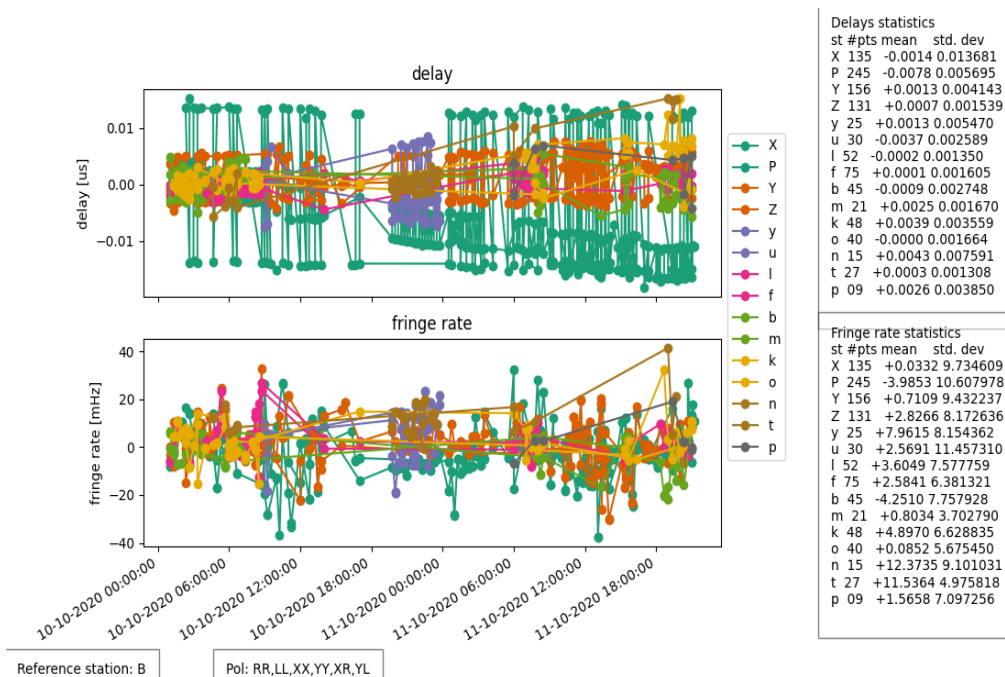 delay
0.01
0.00
−0.01
delay [us]
fringe rate
40
20
0
−20
−40
fringe rate [mHz]
10-10-2020 00:00:00
10-10-2020 06:00:00
10-10-2020 12:00:00
10-10-2020 18:00:00
11-10-2020 00:00:00
11-10-2020 06:00:00
11-10-2020 12:00:00
11-10-2020 18:00:00
X
P
Y
Z
y
u
l
f
b
m
k
o
n
t
p
Delays statistics
st #pts mean std. dev
X 135 -0.0014 0.013681
P 245 -0.0078 0.005695
Y 156 +0.0013 0.004143
Z 131 +0.0007 0.001539
y 25 +0.0013 0.005470
u 30 -0.0037 0.002589
l 52 -0.0002 0.001350
f 75 +0.0001 0.001605
b 45 -0.0009 0.002748
m 21 +0.0025 0.001670
k 48 +0.0039 0.003559
o 40 -0.0000 0.001664
n 15 +0.0043 0.007591
t 27 +0.0003 0.001308
p 09 +0.0026 0.003850
Fringe rate statistics
st #pts mean std. dev
X 135 +0.0332 9.734609
P 245 -3.9853 10.607978
Y 156 +0.7109 9.432237
Z 131 +2.8266 8.172636
y 25 +7.9615 8.154362
u 30 +2.5691 11.457310
l 52 +3.6049 7.577759
f 75 +2.5841 6.381321
b 45 -4.2510 7.757928
m 21 +0.8034 3.702790
k 48 +4.8970 6.628835
o 40 +0.0852 5.675450
n 15 +12.3735 9.101031
t 27 +11.5364 4.975818
p 09 +1.5658 7.097256
Reference station: B
Pol: RR,LL,XX,YY,XR,YL